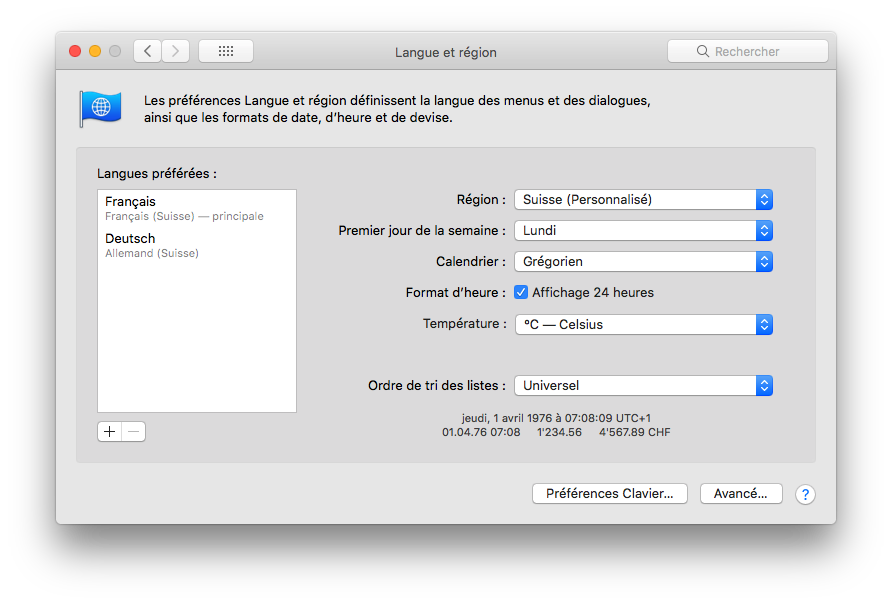 Langue et région
Rechercher
Les préférences Langue et région définissent la langue des menus et des dialogues,
ainsi que les formats de date, d’heure et de devise.
Langues préférées :
Français
Français (Suisse) — principale
Deutsch
Allemand (Suisse)
+ −
Région : Suisse (Personnalisé)
Premier jour de la semaine : Lundi
Calendrier : Grégorien
Format d’heure : Affichage 24 heures
Température : °C — Celsius
Ordre de tri des listes : Universel
jeudi, 1 avril 1976 à 07:08:09 UTC+1
01.04.76 07:08 1'234.56 4'567.89 CHF
Préférences Clavier... Avancé... ?